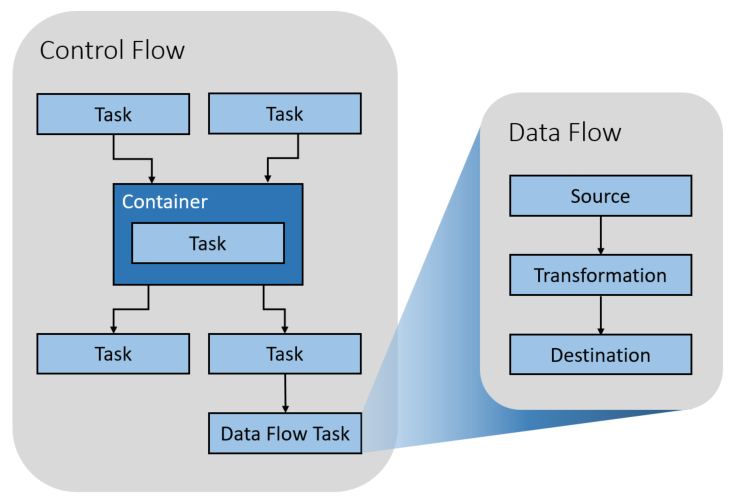 Control Flow
Task
Task
Container
Task
Task
Task
Data Flow Task
Data Flow
Source
Transformation
Destination